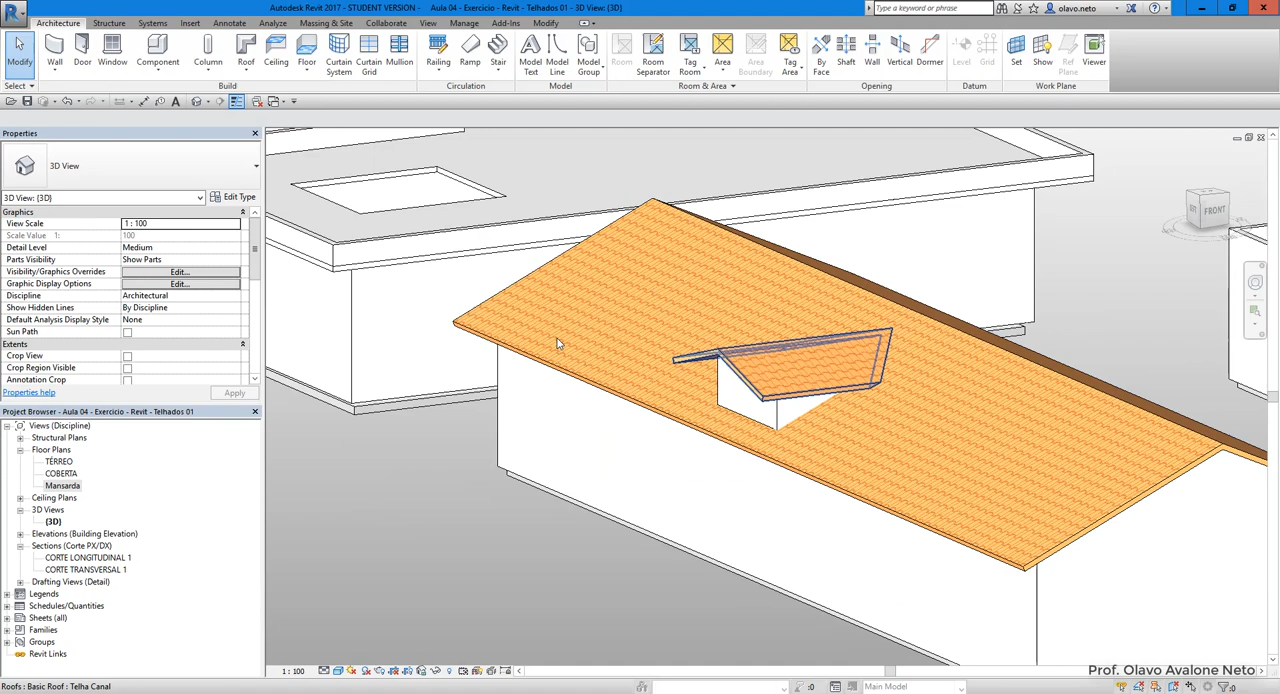 Autodesk Revit 2017 - STUDENT VERSION - Aula 04 - Exercicio - Revit - Telhados 01 - 3D View: {3D}
Type a keyword or phrase
olavo.neto
Architecture Structure Systems Insert Annotate Analyze Massing & Site Collaborate View Manage Add-Ins Modify
Modify Wall Door Window Component Column Roof Ceiling Floor Curtain System Curtain Grid Mullion Railing Ramp Stair Model Text Model Line Model Group Room Room Separator Tag Room Area Area Boundary Tag Area By Face Shaft Wall Vertical Dormer Level Grid Set Show Ref Plane Viewer
Select Build Circulation Model Room & Area Opening Datum Work Plane
Properties
3D View
3D View: {3D}
Edit Type
Graphics
View Scale 1 : 100
Scale Value 1: 100
Detail Level Medium
Parts Visibility Show Parts
Visibility/Graphics Overrides Edit...
Graphic Display Options Edit...
Discipline Architectural
Show Hidden Lines By Discipline
Default Analysis Display Style None
Sun Path
Extents
Crop View
Crop Region Visible
Annotation Crop
Properties help
Apply
Project Browser - Aula 04 - Exercicio - Revit - Telhados 01
Views (Discipline)
Structural Plans
Floor Plans
TÉRREO
COBERTA
Mansarda
Ceiling Plans
3D Views
{3D}
Elevations (Building Elevation)
Sections (Corte PX/DX)
CORTE LONGITUDINAL 1
CORTE TRANSVERSAL 1
Drafting Views (Detail)
Legends
Schedules/Quantities
Sheets (all)
Families
Groups
Revit Links
FRONT
1 : 100
Prof. Olavo Avalone Neto
Roofs : Basic Roof : Telha Canal
:0
Main Model
:0